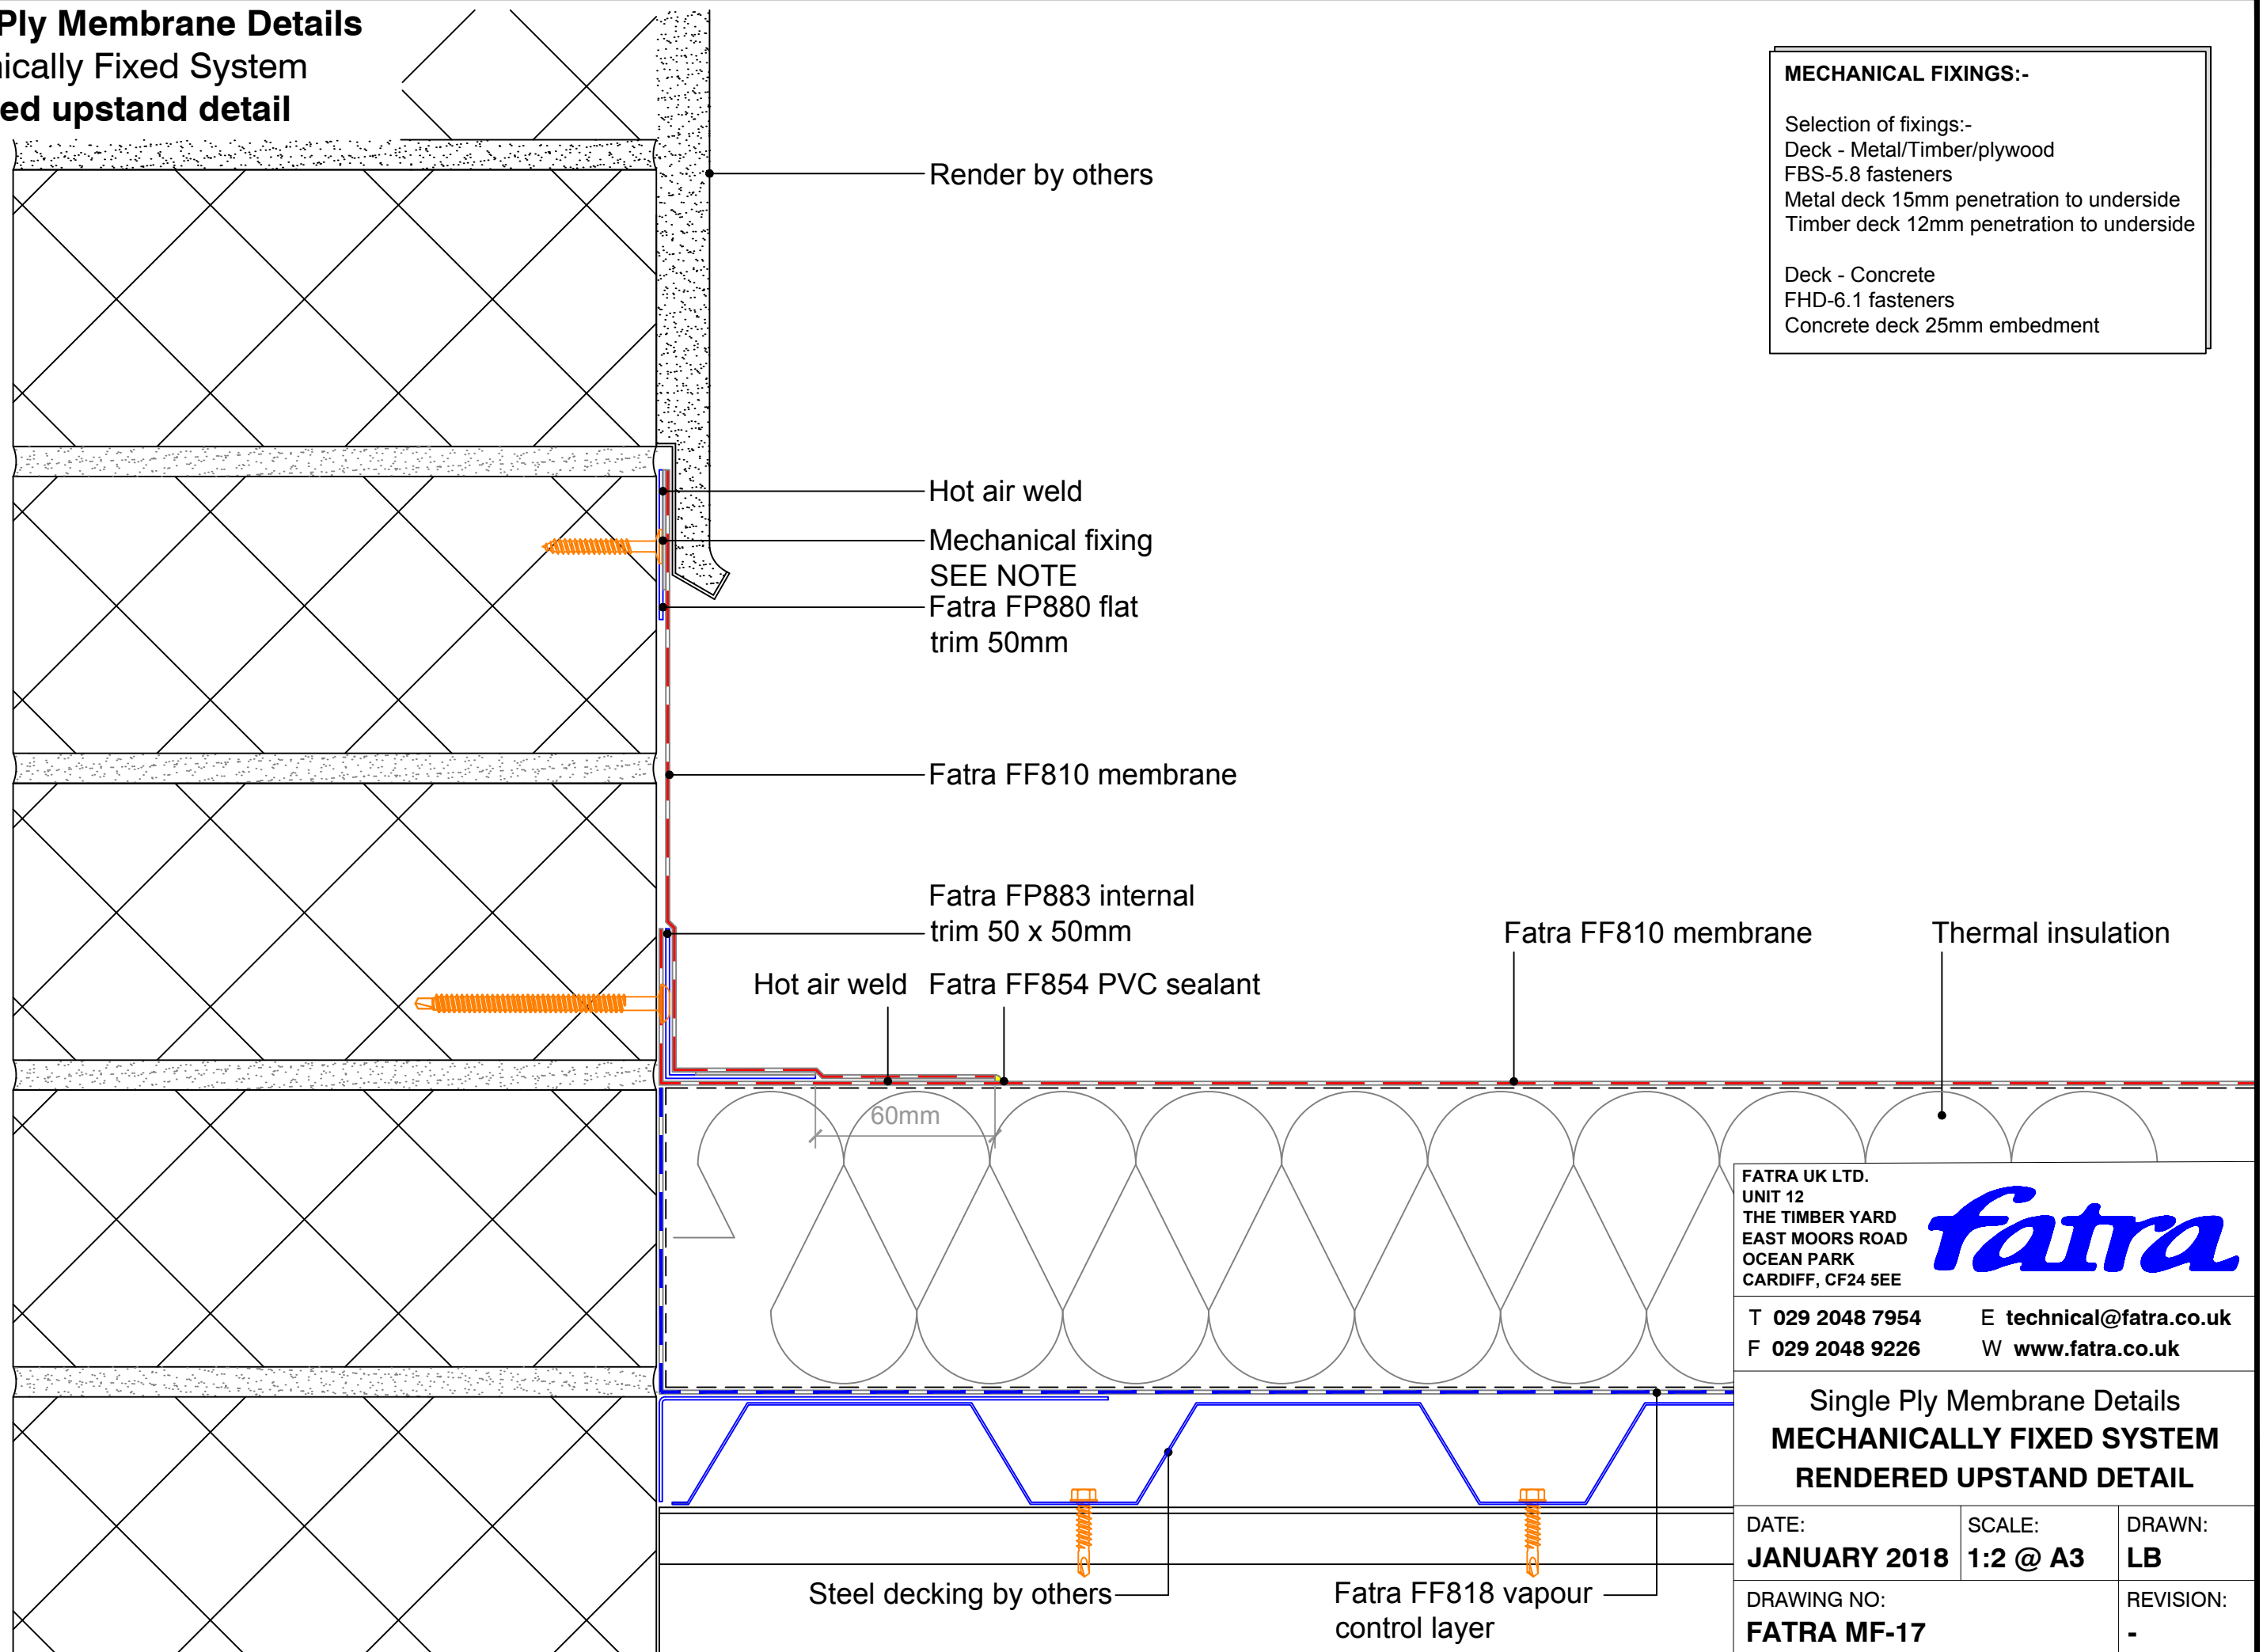 Ply Membrane Details
nically Fixed System
ed upstand detail
MECHANICAL FIXINGS:-
Selection of fixings:-
Deck - Metal/Timber/plywood
FBS-5.8 fasteners
Metal deck 15mm penetration to underside
Timber deck 12mm penetration to underside
Deck - Concrete
FHD-6.1 fasteners
Concrete deck 25mm embedment
Render by others
Hot air weld
Mechanical fixing
SEE NOTE
Fatra FP880 flat
trim 50mm
Fatra FF810 membrane
Fatra FP883 internal
trim 50 x 50mm
Hot air weld
Fatra FF854 PVC sealant
Fatra FF810 membrane
Thermal insulation
60mm
Steel decking by others
Fatra FF818 vapour
control layer
FATRA UK LTD.
UNIT 12
THE TIMBER YARD
EAST MOORS ROAD
OCEAN PARK
CARDIFF, CF24 5EE
fatra
T 029 2048 7954
E technical@fatra.co.uk
F 029 2048 9226
W www.fatra.co.uk
Single Ply Membrane Details
MECHANICALLY FIXED SYSTEM
RENDERED UPSTAND DETAIL
DATE:
JANUARY 2018
SCALE:
1:2 @ A3
DRAWN:
LB
DRAWING NO:
FATRA MF-17
REVISION:
-